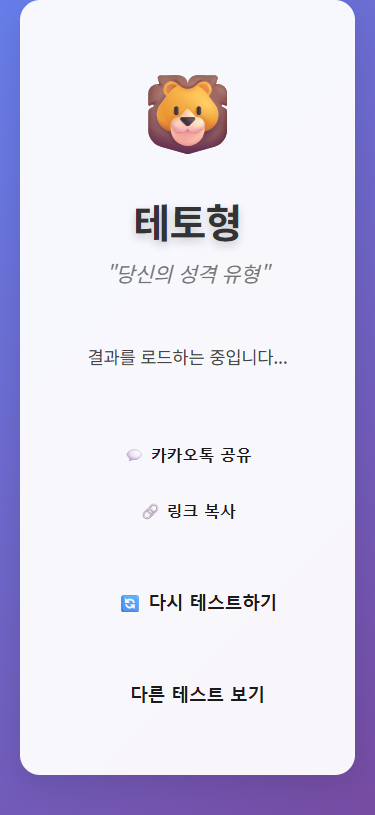 테토형
"당신의 성격 유형"
결과를 로드하는 중입니다...
카카오톡 공유
링크 복사
다시 테스트하기
다른 테스트 보기